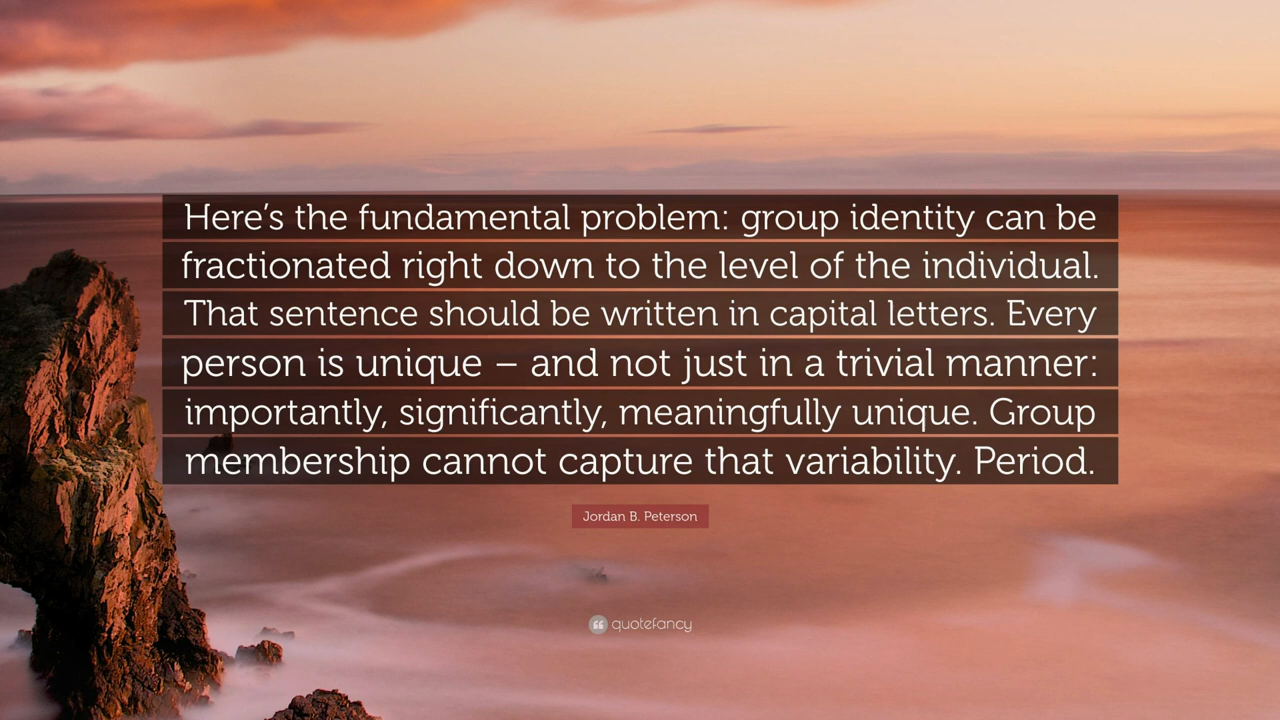 Here’s the fundamental problem: group identity can be
fractionated right down to the level of the individual.
That sentence should be written in capital letters. Every
person is unique – and not just in a trivial manner:
importantly, significantly, meaningfully unique. Group
membership cannot capture that variability. Period.
Jordan B. Peterson
quotefancy